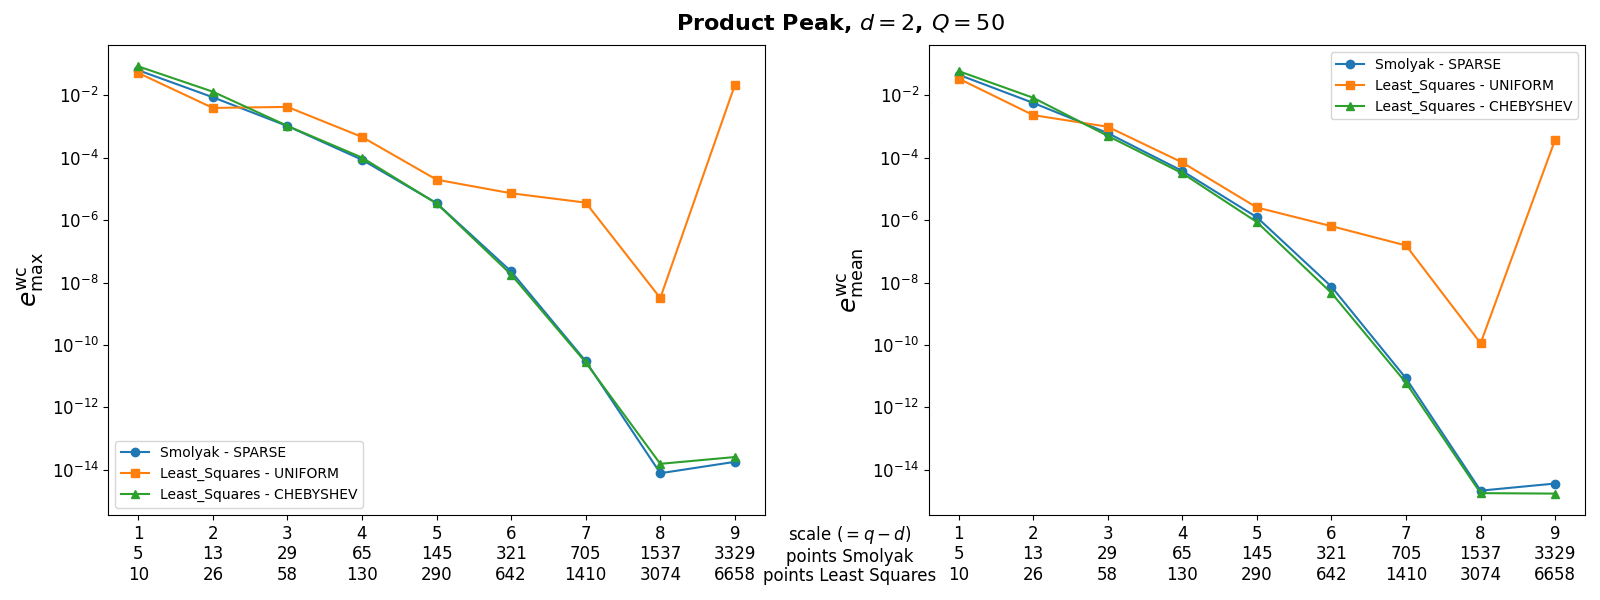 Product Peak, d = 2, Q = 50
e^wc_max
10^−2
10^−4
10^−6
10^−8
10^−10
10^−12
10^−14
Smolyak - SPARSE
Least_Squares - UNIFORM
Least_Squares - CHEBYSHEV
e^wc_mean
10^−2
10^−4
10^−6
10^−8
10^−10
10^−12
10^−14
Smolyak - SPARSE
Least_Squares - UNIFORM
Least_Squares - CHEBYSHEV
1 2 3 4 5 6 7 8 9 scale (= q − d) 1 2 3 4 5 6 7 8 9
5 13 29 65 145 321 705 1537 3329 points Smolyak 5 13 29 65 145 321 705 1537 3329
10 26 58 130 290 642 1410 3074 6658 points Least Squares 10 26 58 130 290 642 1410 3074 6658